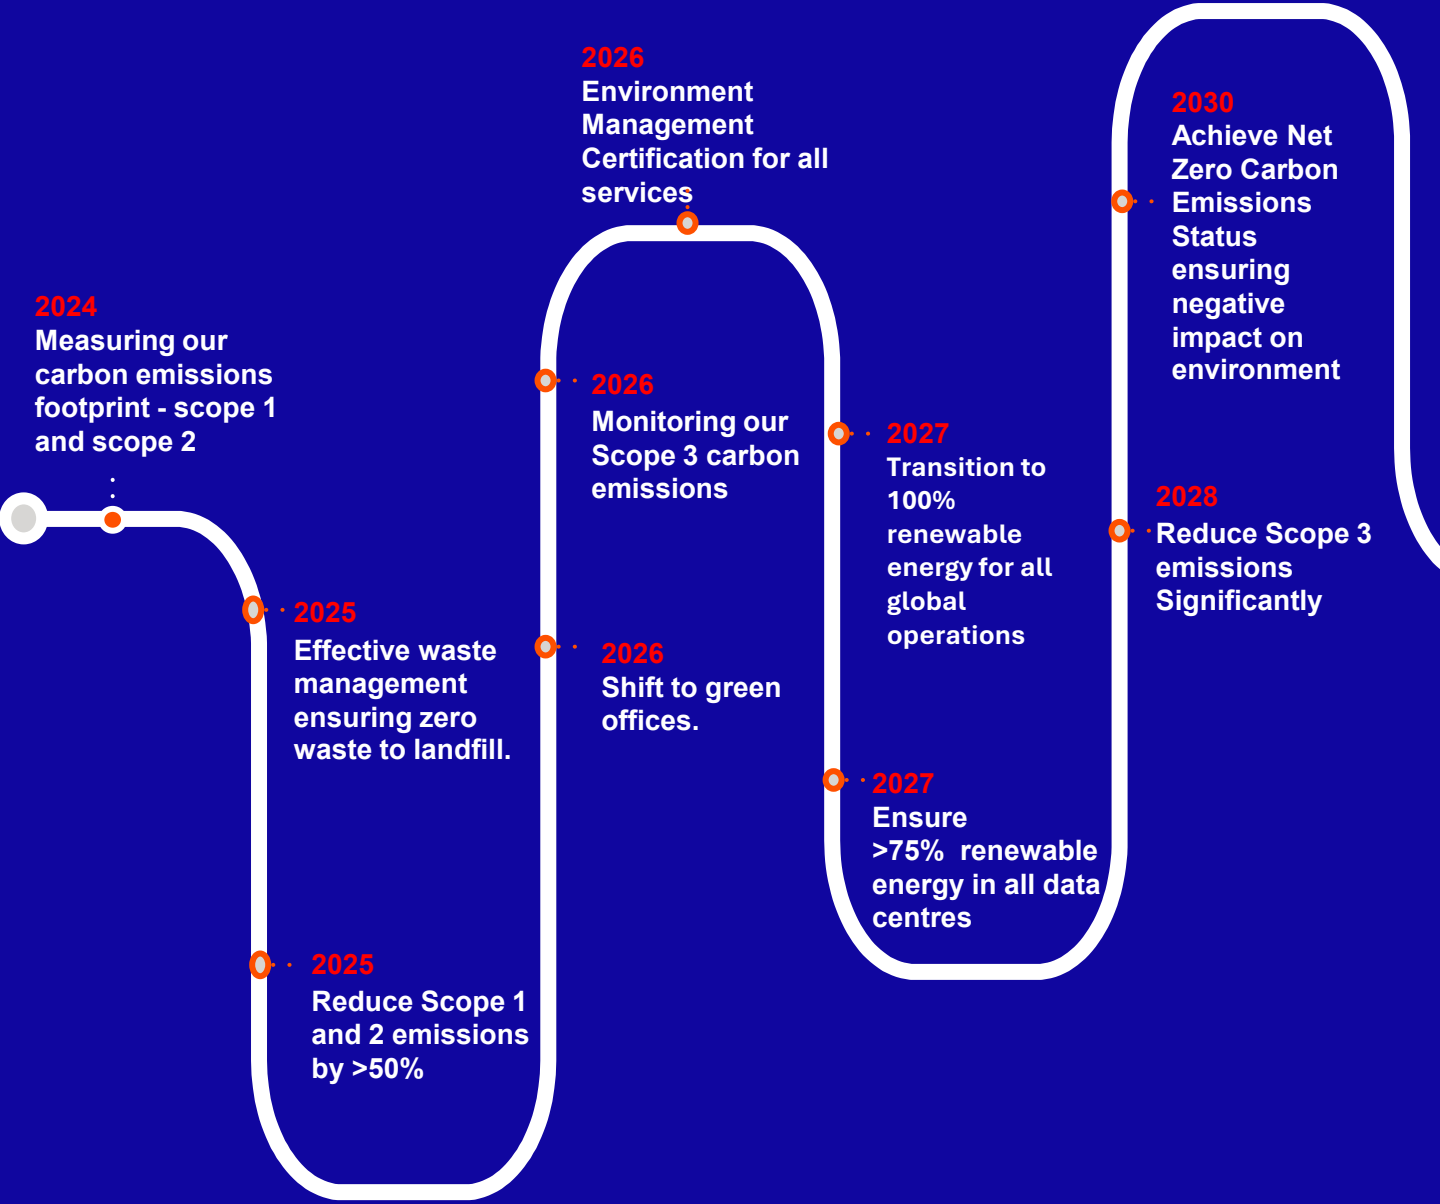 2024
Measuring our
carbon emissions
footprint - scope 1
and scope 2
2025
Effective waste
management
ensuring zero
waste to landfill.
2025
Reduce Scope 1
and 2 emissions
by >50%
2026
Shift to green
offices.
2026
Monitoring our
Scope 3 carbon
emissions
2026
Environment
Management
Certification for all
services
2027
Transition to
100%
renewable
energy for all
global
operations
2027
Ensure
>75%  renewable
energy in all data
centres
2028
Reduce Scope 3
emissions
Significantly
2030
Achieve Net
Zero Carbon
Emissions
Status
ensuring
negative
impact on
environment